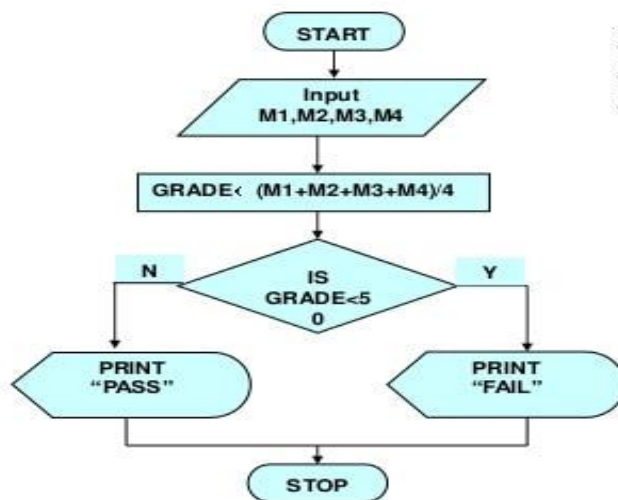 START
Input
M1,M2,M3,M4
GRADE< (M1+M2+M3+M4)/4
N
IS
GRADE<5
0
Y
PRINT
“PASS”
PRINT
“FAIL”
STOP